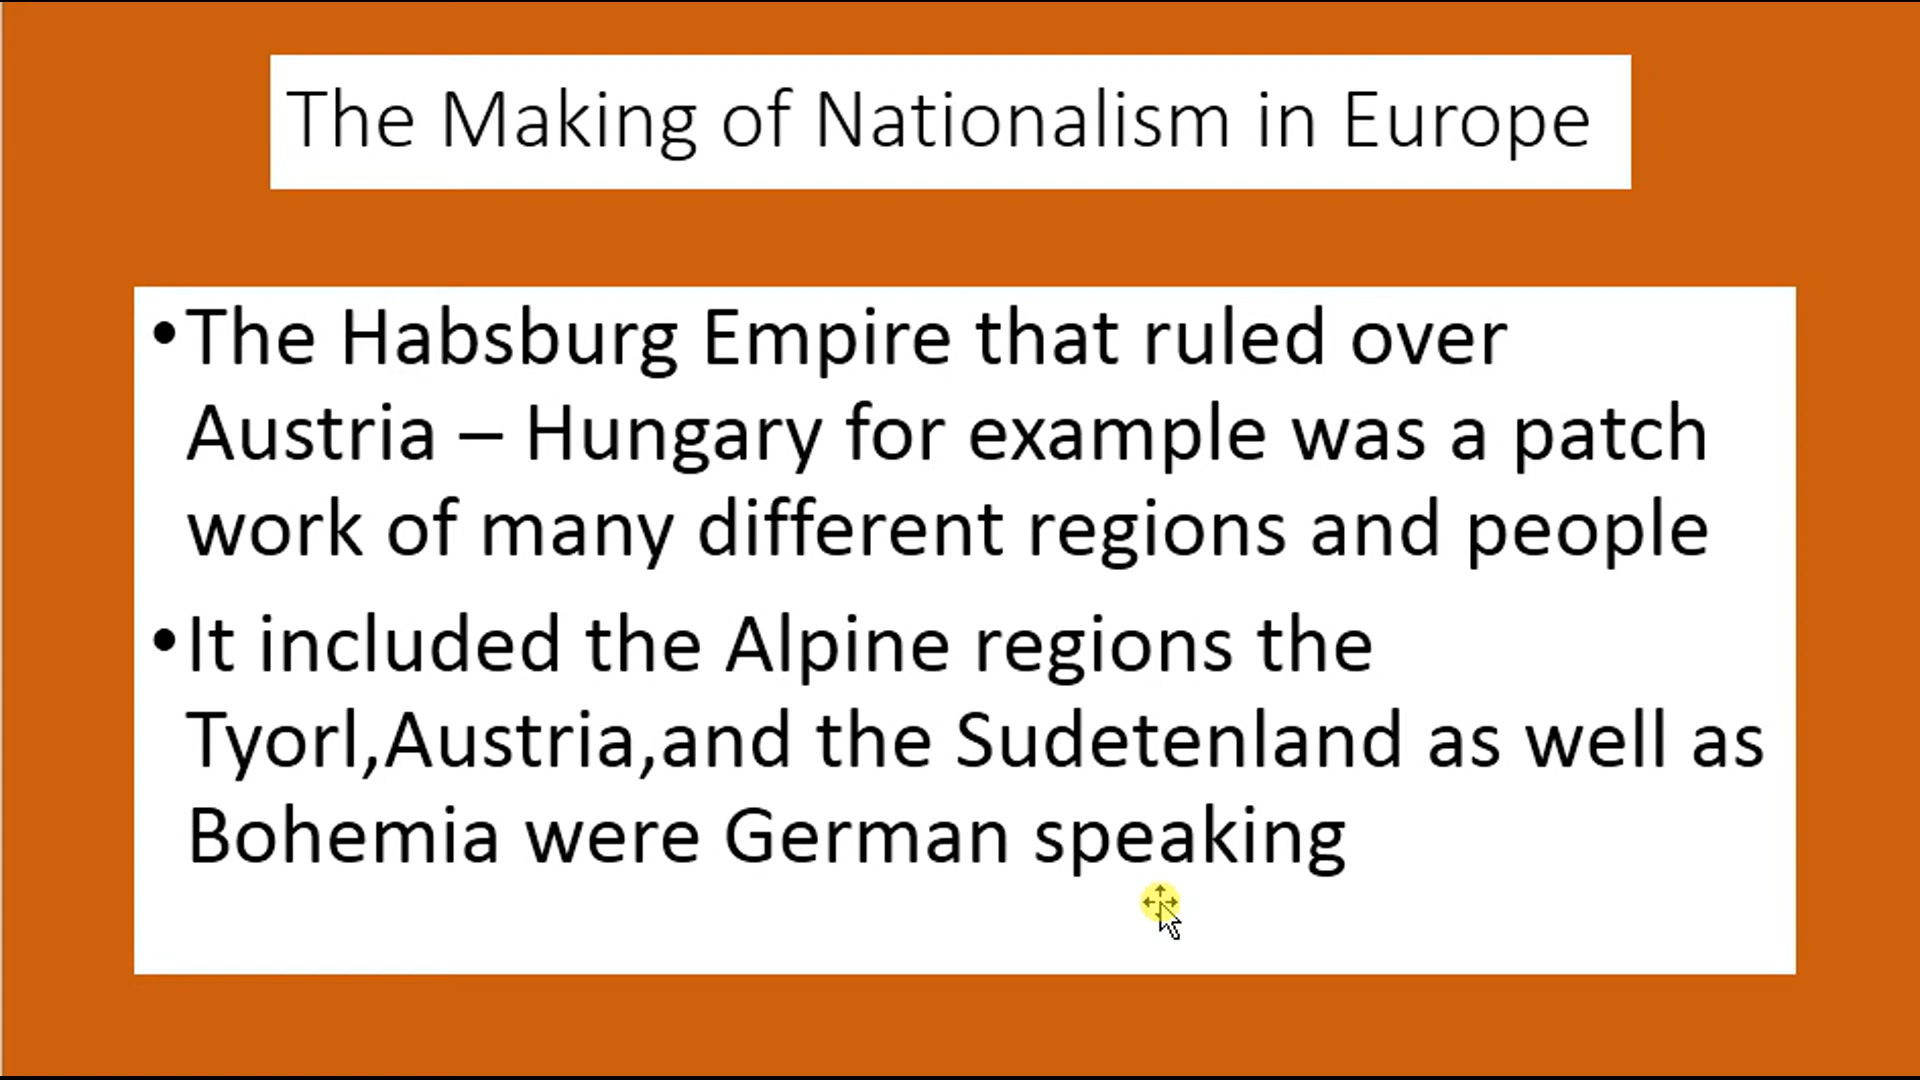 The Making of Nationalism in Europe
•The Habsburg Empire that ruled over
Austria – Hungary for example was a patch
work of many different regions and people
•It included the Alpine regions the
Tyorl,Austria,and the Sudetenland as well as
Bohemia were German speaking